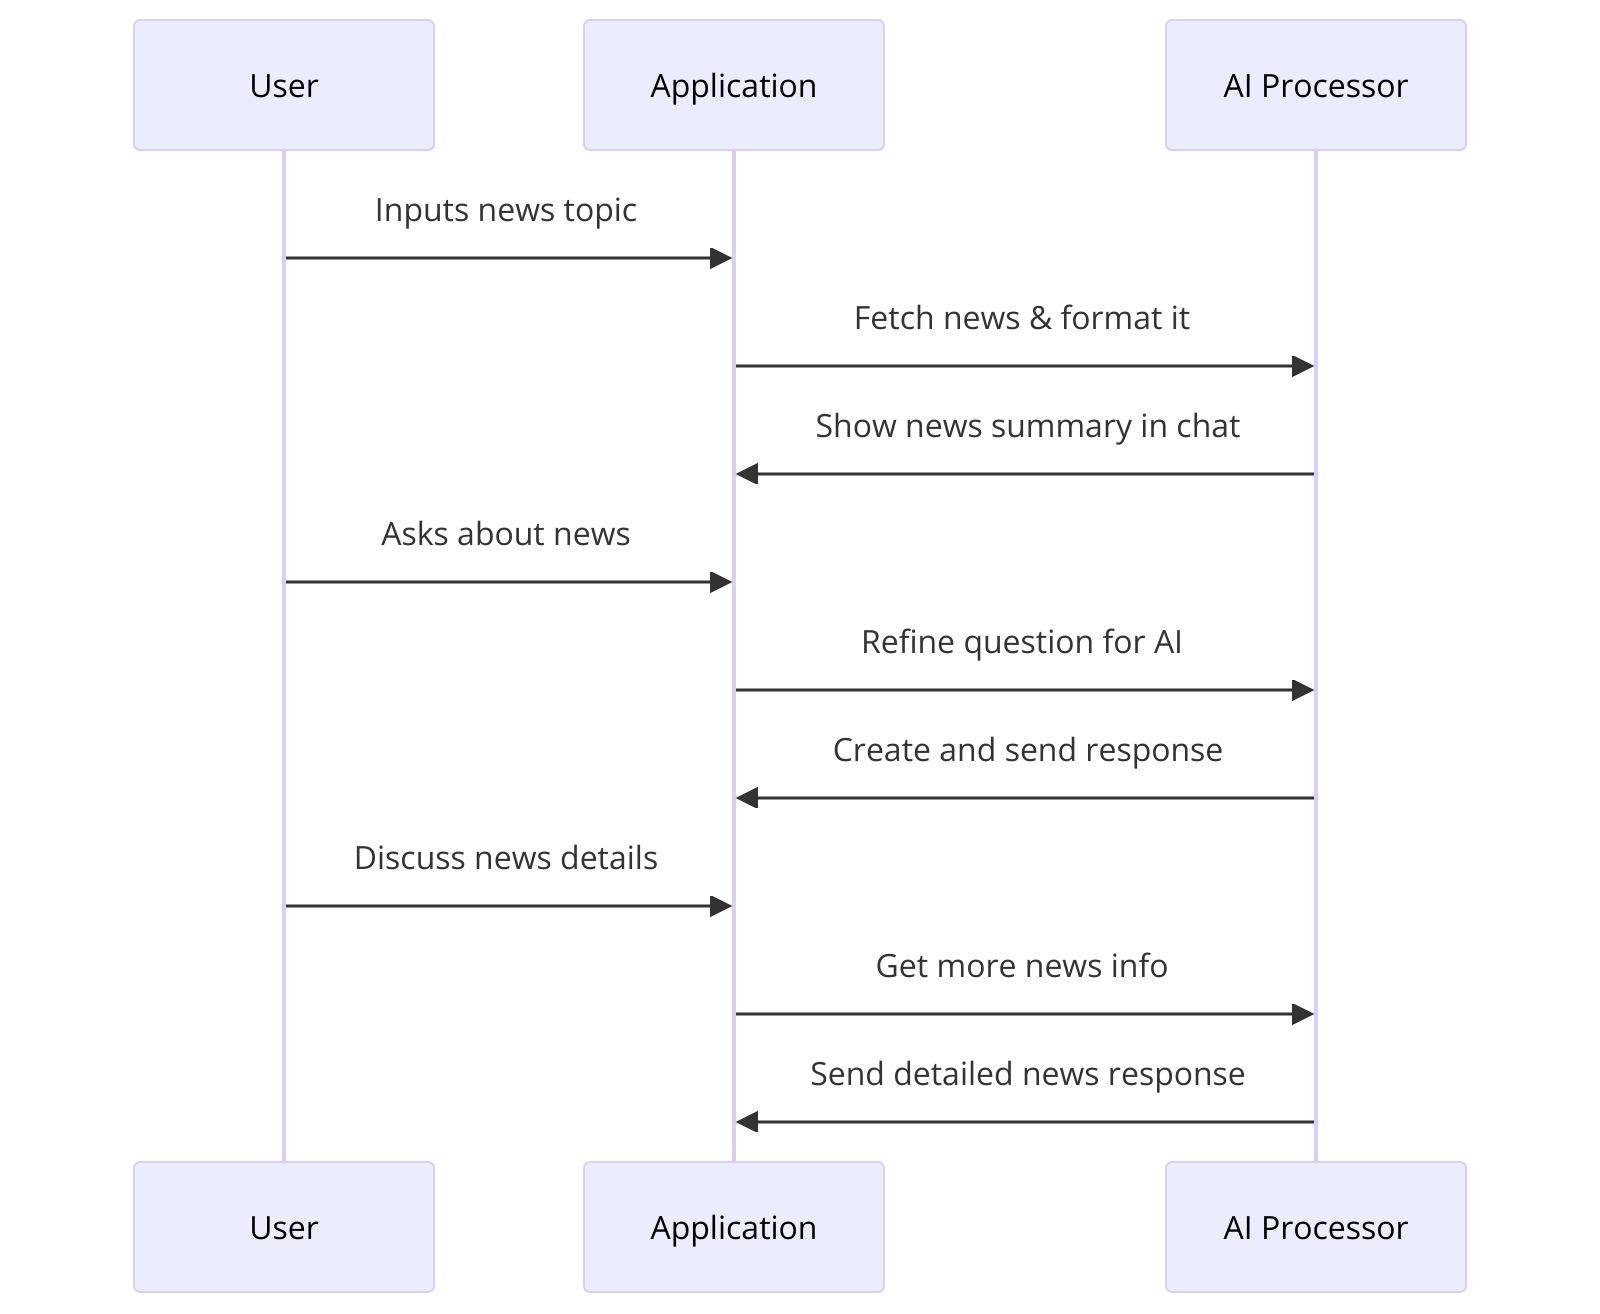 User
Application
AI Processor
Inputs news topic
Fetch news & format it
Show news summary in chat
Asks about news
Refine question for AI
Create and send response
Discuss news details
Get more news info
Send detailed news response
User
Application
AI Processor